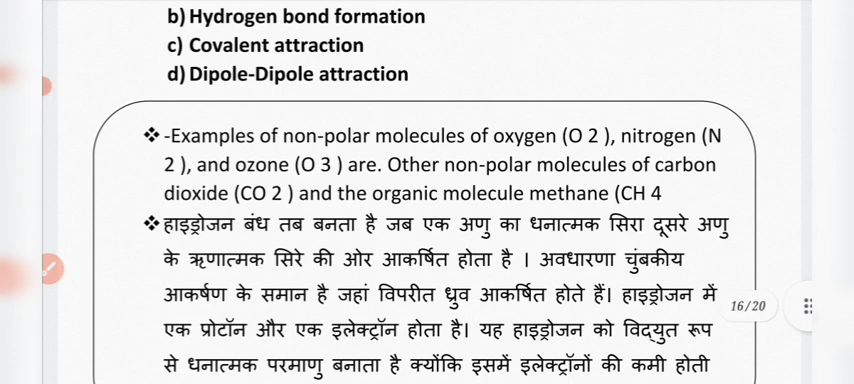 b) Hydrogen bond formation
c) Covalent attraction
d) Dipole-Dipole attraction
❖ -Examples of non-polar molecules of oxygen (O 2 ), nitrogen (N
2 ), and ozone (O 3 ) are. Other non-polar molecules of carbon
dioxide (CO 2 ) and the organic molecule methane (CH 4
❖ हाइड्रोजन बंध तब बनता है जब एक अणु का धनात्मक सिरा दूसरे अणु
के ऋणात्मक सिरे की ओर आकर्षित होता है । अवधारणा चुंबकीय
आकर्षण के समान है जहां विपरीत ध्रुव आकर्षित होते हैं। हाइड्रोजन में
16/20
एक प्रोटॉन और एक इलेक्ट्रॉन होता है। यह हाइड्रोजन को विद्युत रूप
से धनात्मक परमाणु बनाता है क्योंकि इसमें इलेक्ट्रॉनों की कमी होती